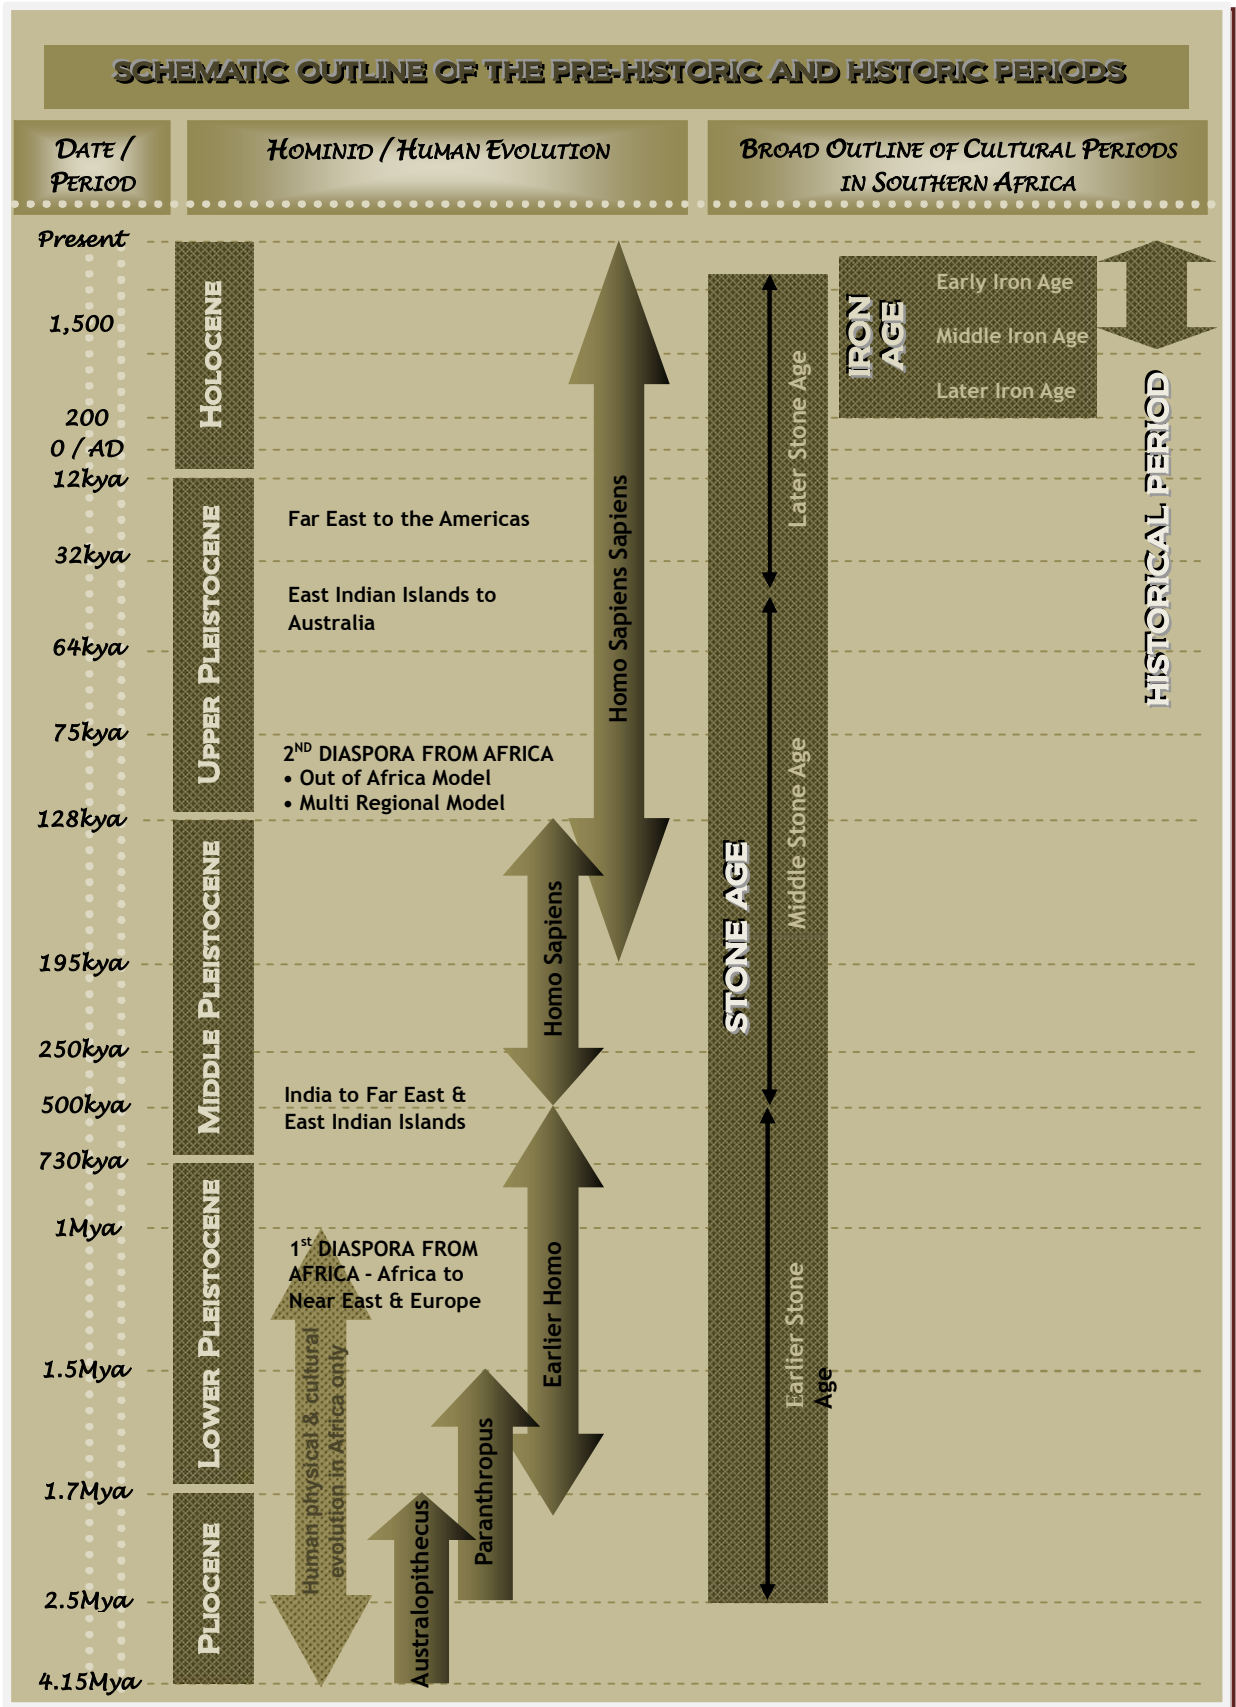 SCHEMATIC OUTLINE OF THE PRE-HISTORIC AND HISTORIC PERIODS
DATE /
PERIOD
HOMINID / HUMAN EVOLUTION
BROAD OUTLINE OF CULTURAL PERIODS
IN SOUTHERN AFRICA
Present
1,500
200
0 / AD
12kya
32kya
64kya
75kya
128kya
195kya
250kya
500kya
730kya
1Mya
1.5Mya
1.7Mya
2.5Mya
4.15Mya
HOLOCENE
UPPER PLEISTOCENE
MIDDLE PLEISTOCENE
LOWER PLEISTOCENE
PLIOCENE
Far East to the Americas
East Indian Islands to
Australia
2ND DIASPORA FROM AFRICA
• Out of Africa Model
• Multi Regional Model
India to Far East &
East Indian Islands
1st DIASPORA FROM
AFRICA - Africa to
Near East & Europe
Human physical & cultural
evolution in Africa only
Australopithecus
Paranthropus
Earlier Homo
Homo Sapiens
Homo Sapiens Sapiens
STONE AGE
Later Stone Age
Middle Stone Age
Earlier Stone
Age
IRON
AGE
Early Iron Age
Middle Iron Age
Later Iron Age
HISTORICAL PERIOD